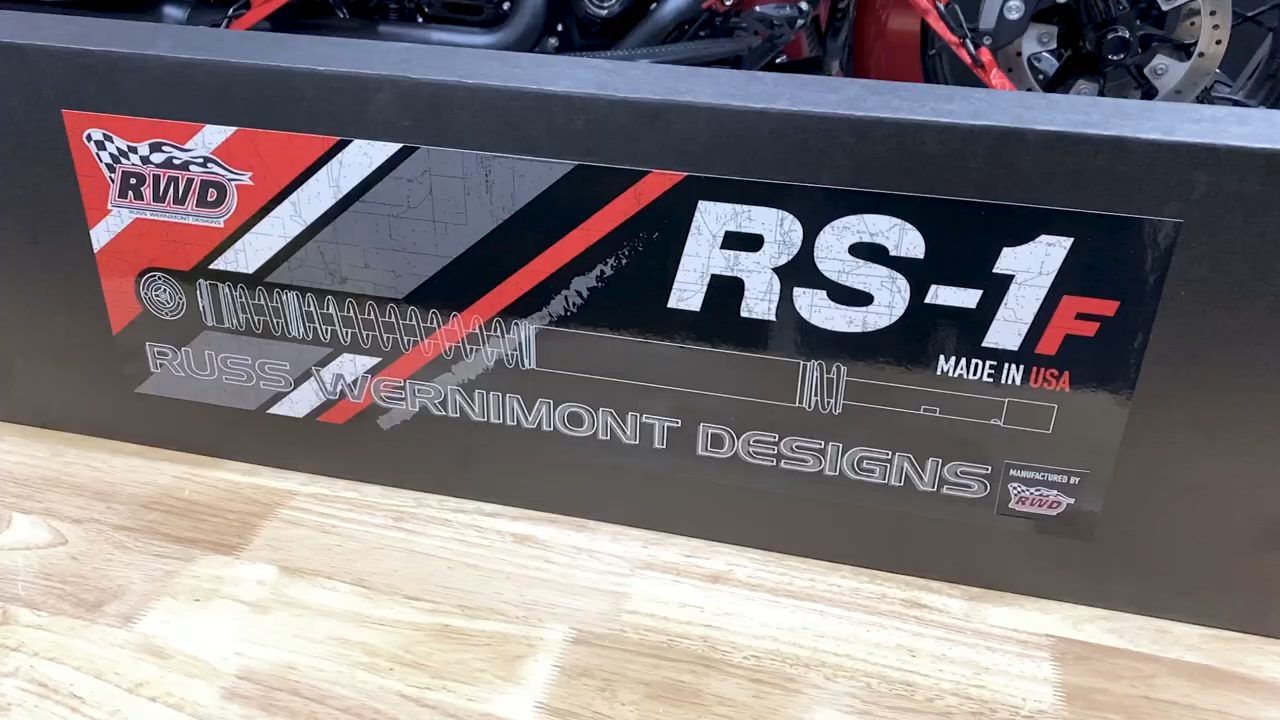 RWD
RUSS WERNIMONT DESIGNS
RS-1F
MADE IN USA
RUSS WERNIMONT DESIGNS
MANUFACTURED BY
RWD